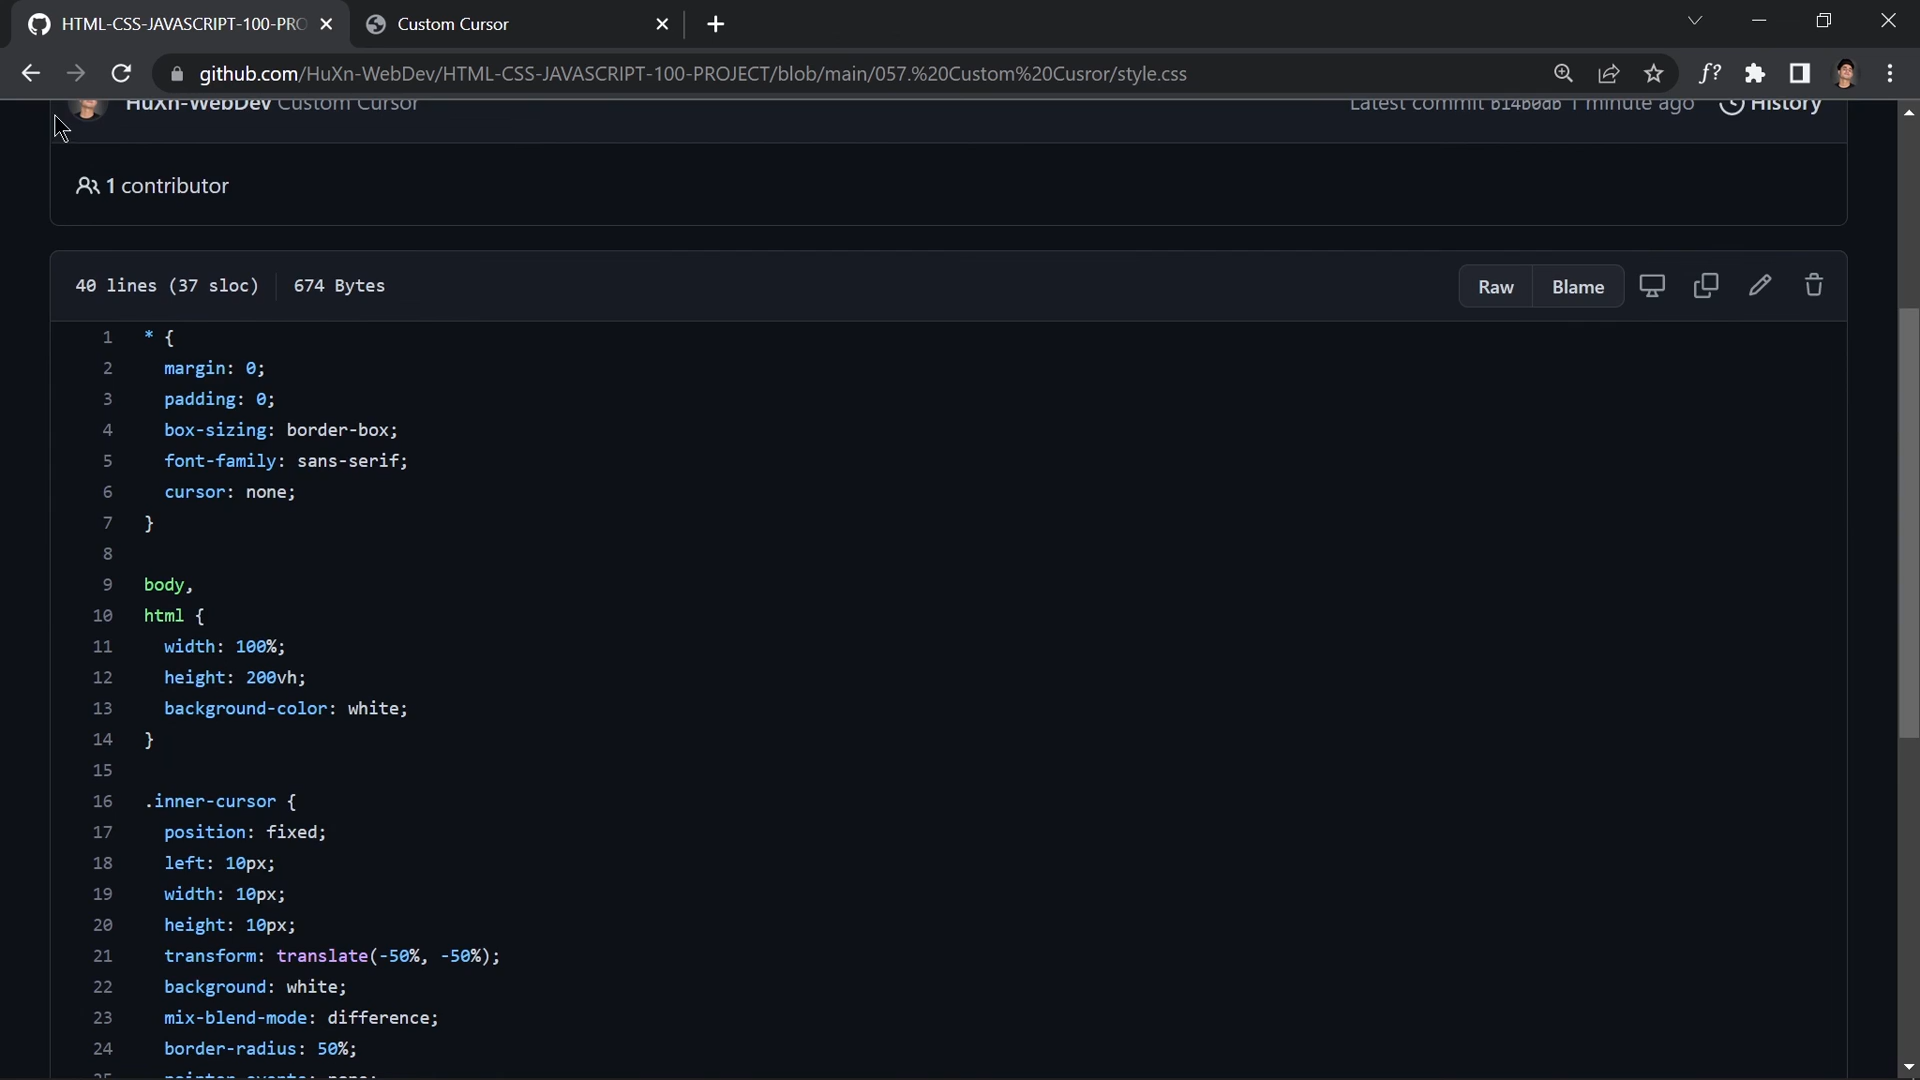 HTML-CSS-JAVASCRIPT-100-PRO
Custom Cursor
github.com/HuXn-WebDev/HTML-CSS-JAVASCRIPT-100-PROJECT/blob/main/057.%20Custom%20Cusror/style.css
f?
HuXn-WebDev Custom Cursor
Latest commit b14b0db 1 minute ago
History
1 contributor
40 lines (37 sloc)
674 Bytes
Raw
Blame
1 * {
2 margin: 0;
3 padding: 0;
4 box-sizing: border-box;
5 font-family: sans-serif;
6 cursor: none;
7 }
8
9 body,
10 html {
11 width: 100%;
12 height: 200vh;
13 background-color: white;
14 }
15
16 .inner-cursor {
17 position: fixed;
18 left: 10px;
19 width: 10px;
20 height: 10px;
21 transform: translate(-50%, -50%);
22 background: white;
23 mix-blend-mode: difference;
24 border-radius: 50%;
25 pointer-events: none;